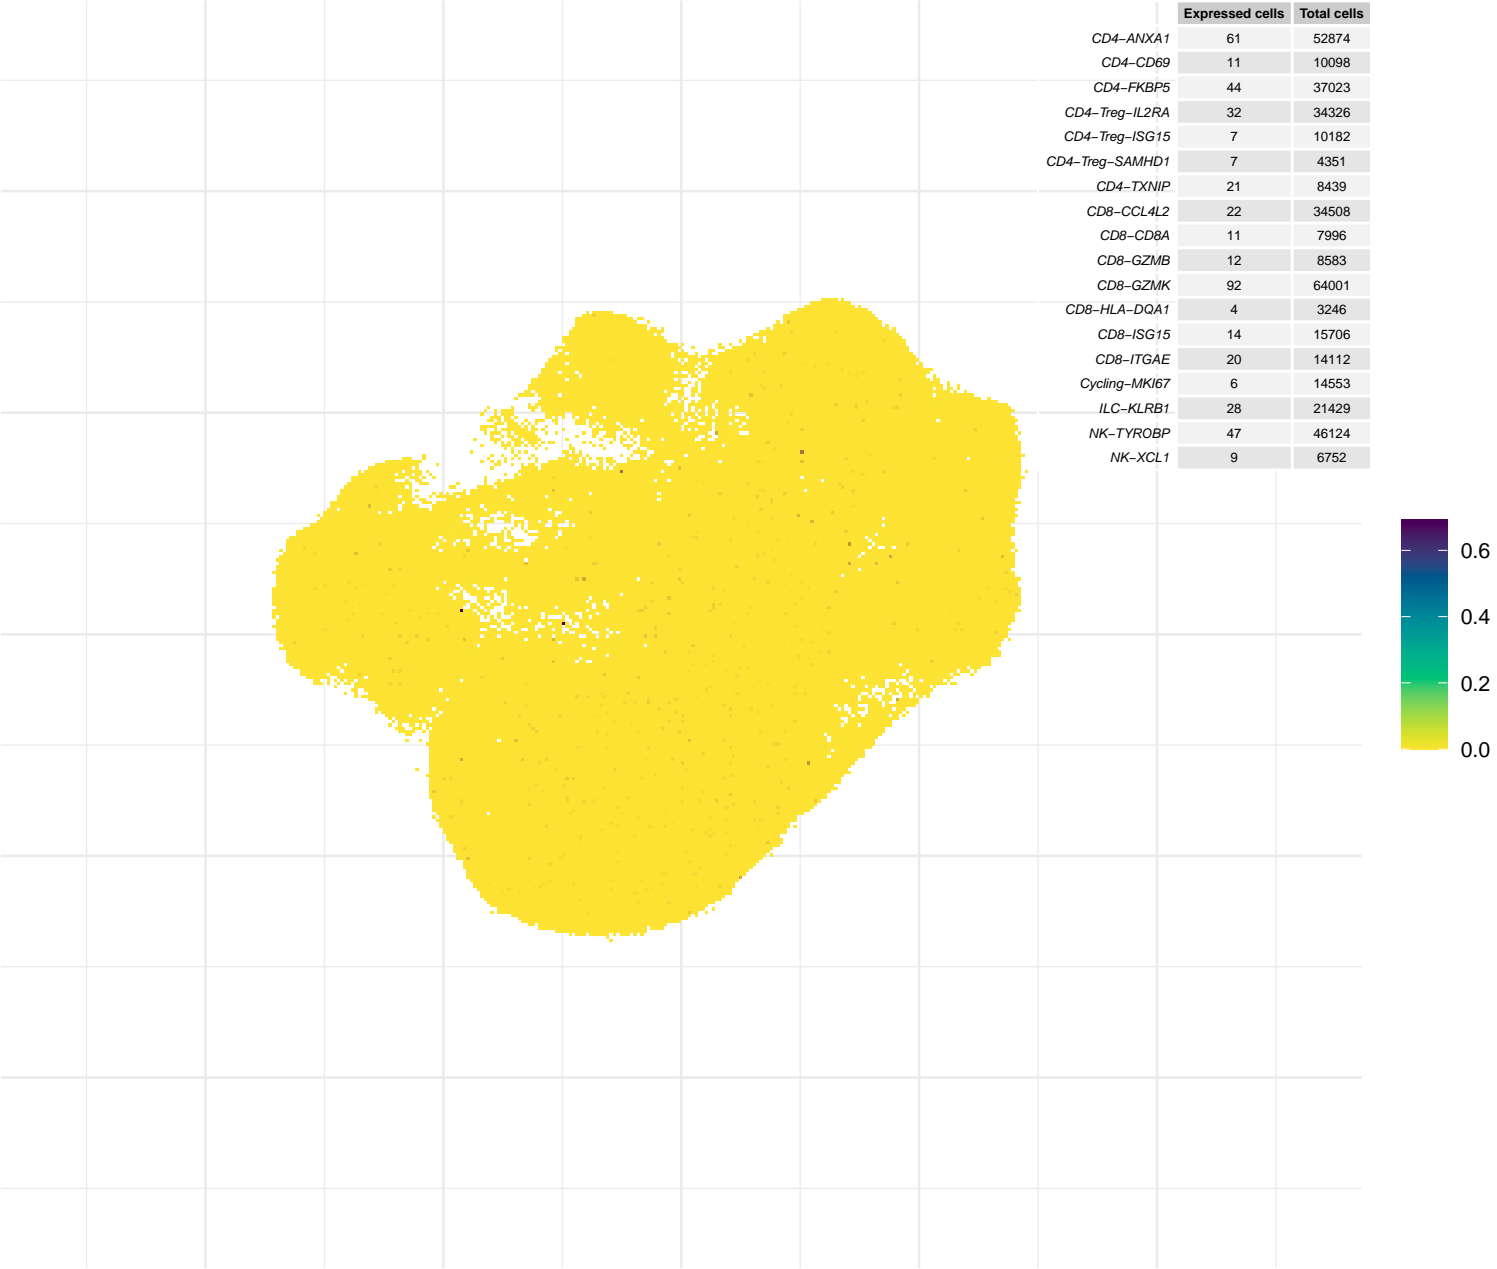 Expressed cells Total cells
CD4−ANXA1 61 52874
CD4−CD69 11 10098
CD4−FKBP5 44 37023
CD4−Treg−IL2RA 32 34326
CD4−Treg−ISG15 7 10182
CD4−Treg−SAMHD1 7 4351
CD4−TXNIP 21 8439
CD8−CCL4L2 22 34508
CD8−CD8A 11 7996
CD8−GZMB 12 8583
CD8−GZMK 92 64001
CD8−HLA−DQA1 4 3246
CD8−ISG15 14 15706
CD8−ITGAE 20 14112
Cycling−MKI67 6 14553
ILC−KLRB1 28 21429
NK−TYROBP 47 46124
NK−XCL1 9 6752
0.6
0.4
0.2
0.0